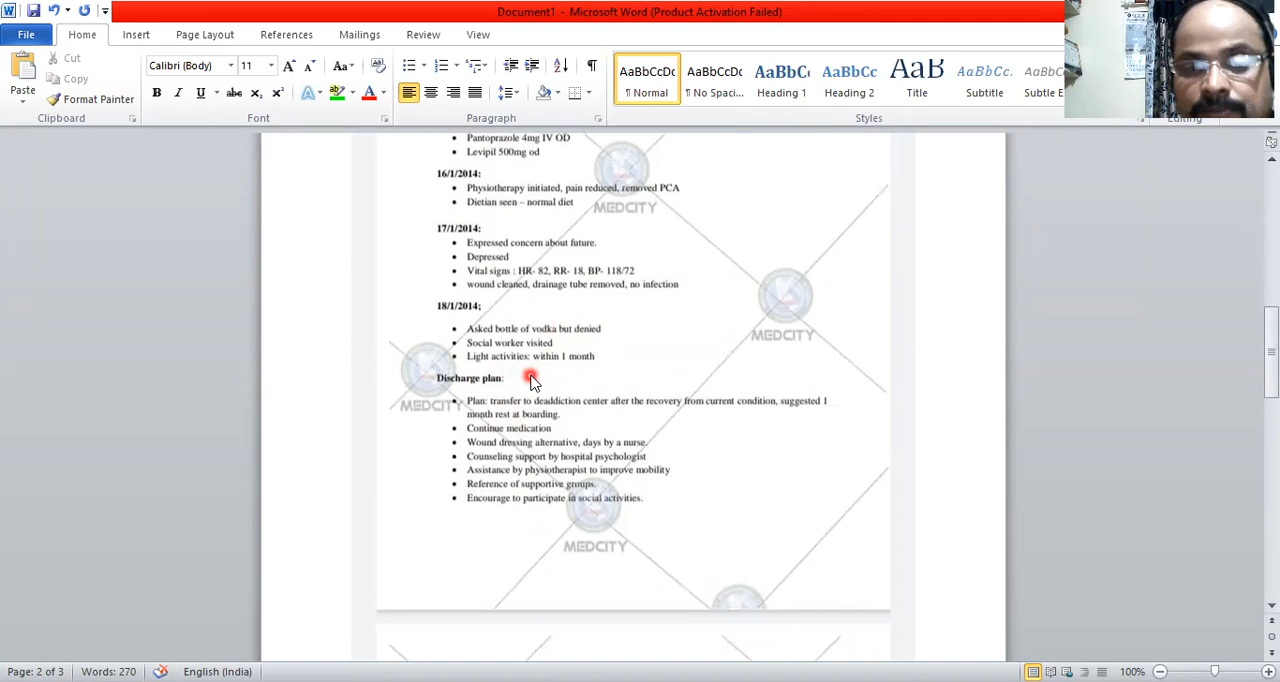 Document1 - Microsoft Word (Product Activation Failed)
File Home Insert Page Layout References Mailings Review View
Paste
Cut
Copy
Format Painter
Clipboard
Calibri (Body) 11
Font
Paragraph
AaBbCcDc AaBbCcDc AaBbCc AaBbCc AaB AaBbCc. AaBbCc
¶ Normal ¶ No Spaci... Heading 1 Heading 2 Title Subtitle Subtle E
Styles
Editing
• Pantoprazole 4mg IV OD
• Levipil 500mg od
16/1/2014:
• Physiotherapy initiated, pain reduced, removed PCA
• Dietian seen – normal diet
MEDCITY
17/1/2014:
• Expressed concern about future.
• Depressed
• Vital signs : HR- 82, RR- 18, BP- 118/72
• wound cleaned, drainage tube removed, no infection
18/1/2014;
• Asked bottle of vodka but denied
MEDCITY
• Social worker visited
• Light activities: within 1 month
Discharge plan:
• Plan: transfer to deaddiction center after the recovery from current condition, suggested 1
MEDCITY
month rest at boarding.
• Continue medication
• Wound dressing alternative, days by a nurse.
• Counseling support by hospital psychologist
• Assistance by physiotherapist to improve mobility
• Reference of supportive groups.
• Encourage to participate in social activities.
MEDCITY
Page: 2 of 3 Words: 270 English (India) 100%